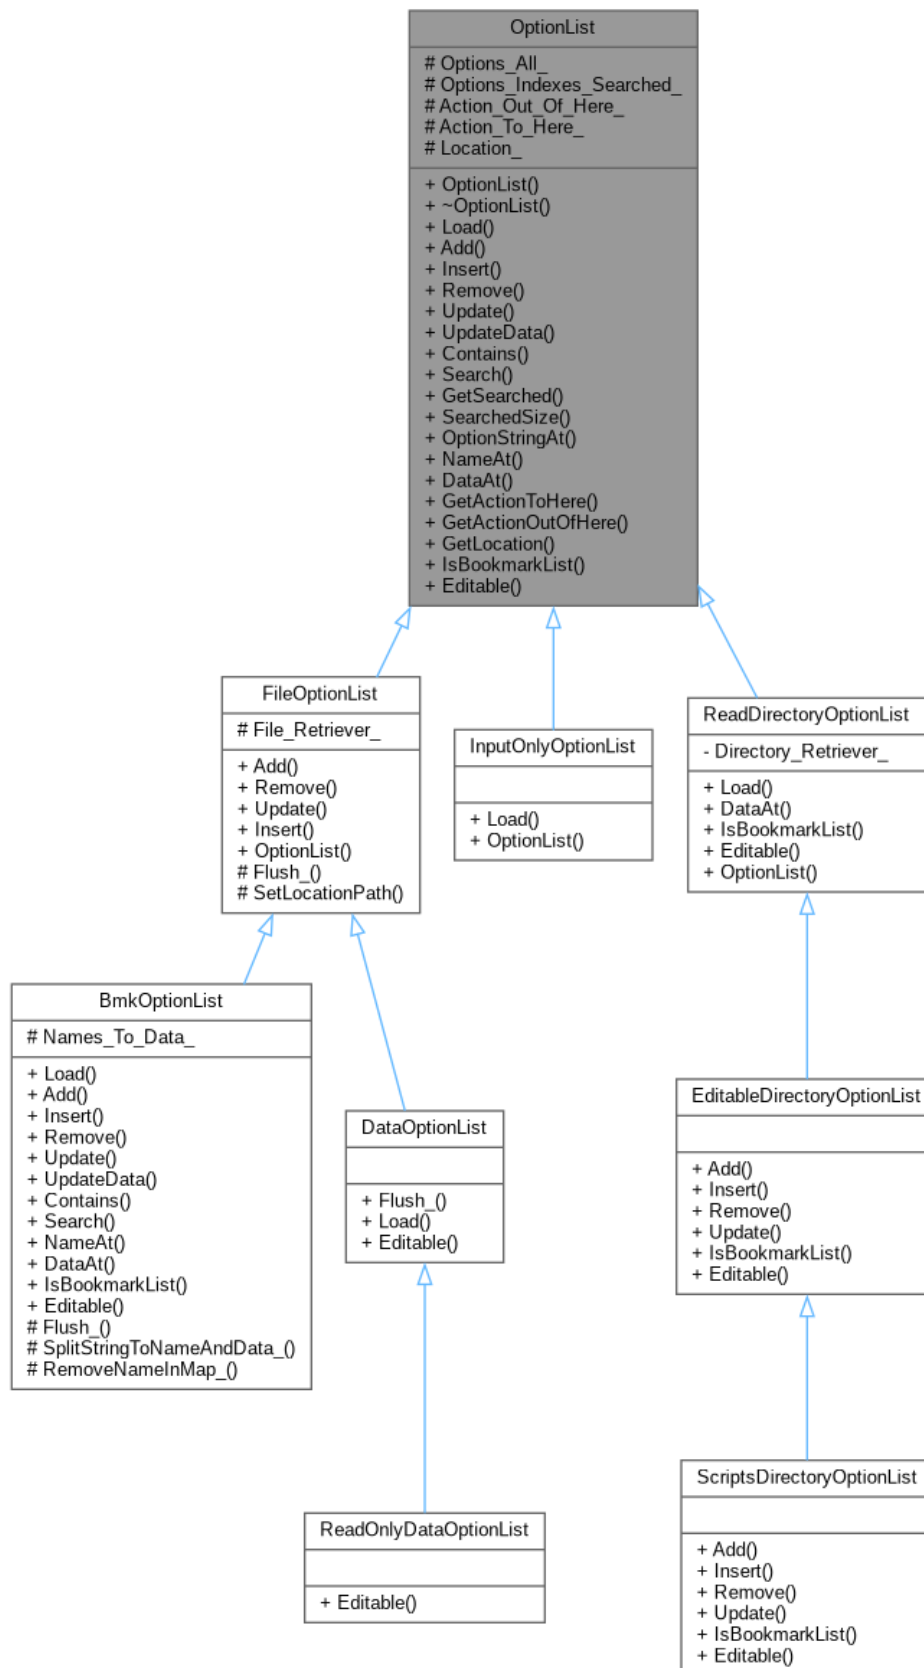 OptionList
# Options_All_
# Options_Indexes_Searched_
# Action_Out_Of_Here_
# Action_To_Here_
# Location_
+ OptionList()
+ ~OptionList()
+ Load()
+ Add()
+ Insert()
+ Remove()
+ Update()
+ UpdateData()
+ Contains()
+ Search()
+ GetSearched()
+ SearchedSize()
+ OptionStringAt()
+ NameAt()
+ DataAt()
+ GetActionToHere()
+ GetActionOutOfHere()
+ GetLocation()
+ IsBookmarkList()
+ Editable()
FileOptionList
# File_Retriever_
+ Add()
+ Remove()
+ Update()
+ Insert()
+ OptionList()
# Flush_()
# SetLocationPath()
InputOnlyOptionList
+ Load()
+ OptionList()
ReadDirectoryOptionList
- Directory_Retriever_
+ Load()
+ DataAt()
+ IsBookmarkList()
+ Editable()
+ OptionList()
BmkOptionList
# Names_To_Data_
+ Load()
+ Add()
+ Insert()
+ Remove()
+ Update()
+ UpdateData()
+ Contains()
+ Search()
+ NameAt()
+ DataAt()
+ IsBookmarkList()
+ Editable()
# Flush_()
# SplitStringToNameAndData_()
# RemoveNameInMap_()
DataOptionList
+ Flush_()
+ Load()
+ Editable()
EditableDirectoryOptionList
+ Add()
+ Insert()
+ Remove()
+ Update()
+ IsBookmarkList()
+ Editable()
ReadOnlyDataOptionList
+ Editable()
ScriptsDirectoryOptionList
+ Add()
+ Insert()
+ Remove()
+ Update()
+ IsBookmarkList()
+ Editable()